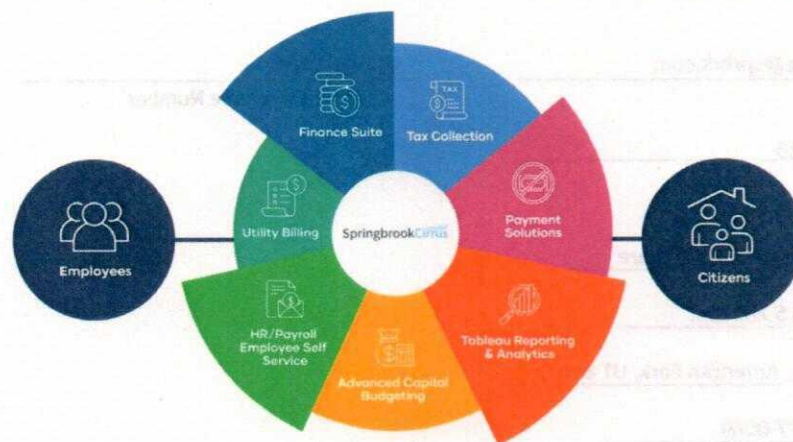 Finance Suite
TAX
Tax Collection
Payment
Solutions
Tableau Reporting
& Analytics
Advanced Capital
Budgeting
HR/Payroll
Employee Self
Service
Utility Billing
SpringbrookCirrus
Employees
Citizens
Number
American Fork, UT